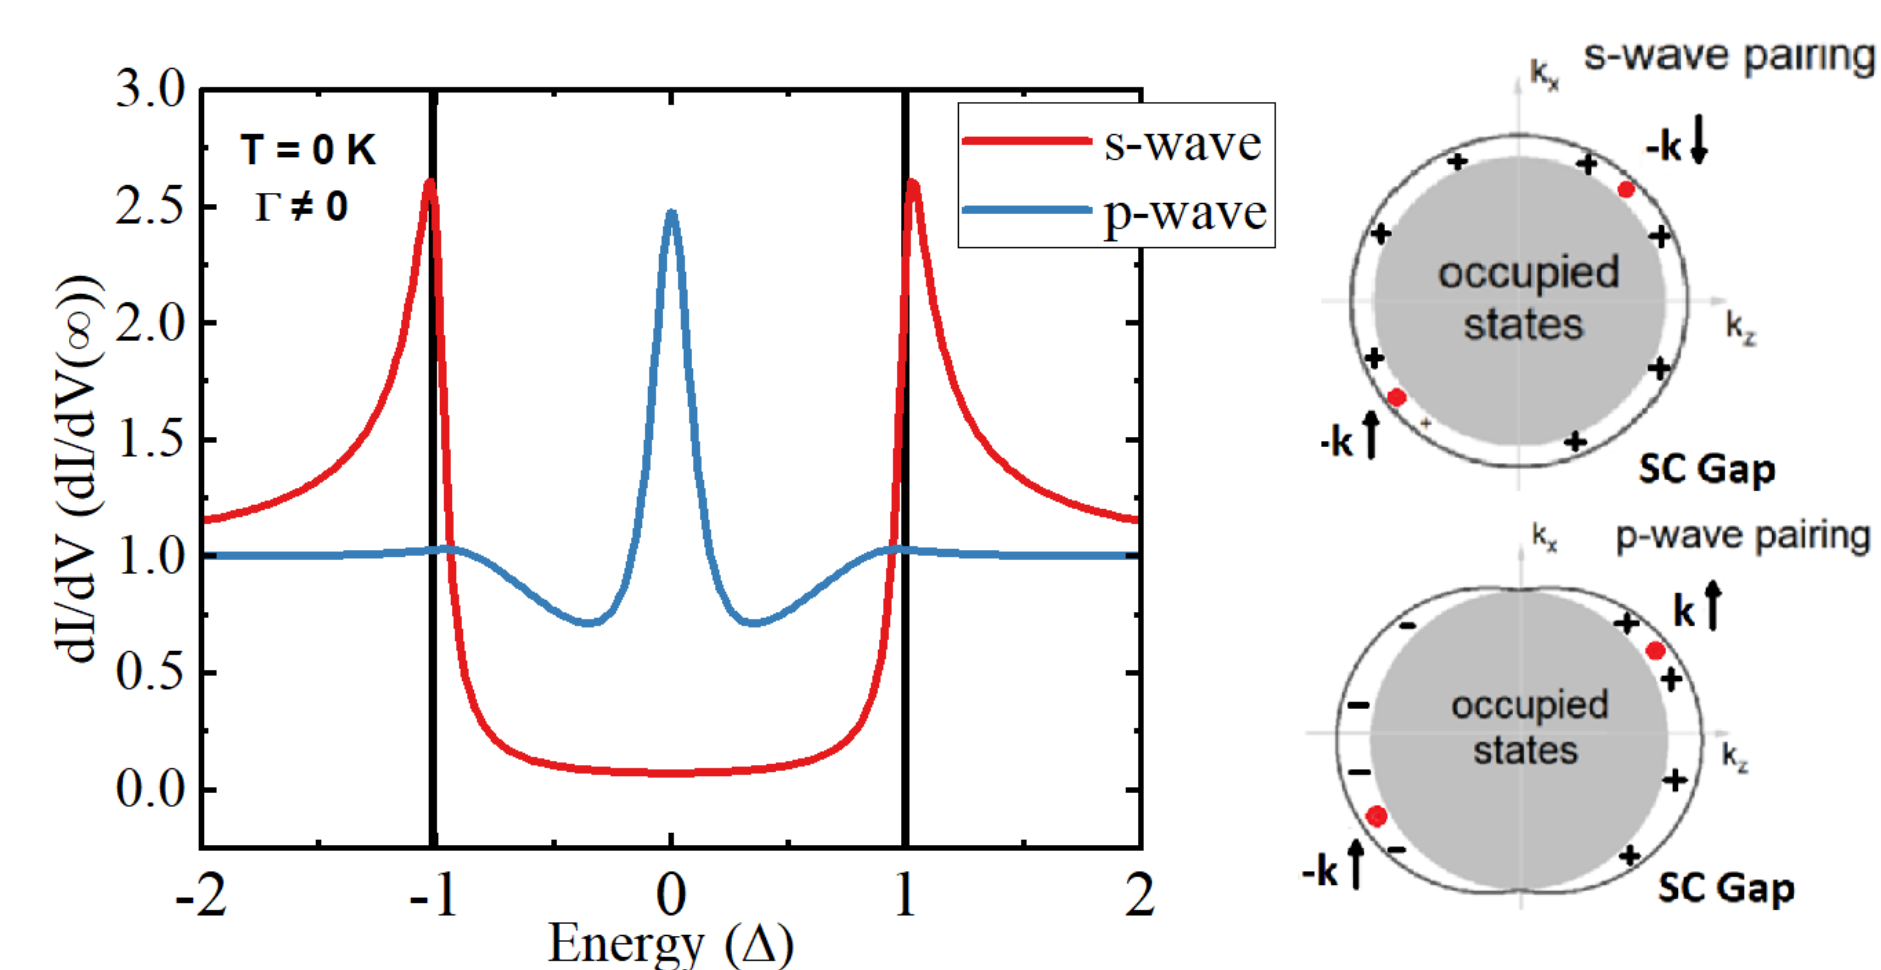 3.0
2.5
2.0
1.5
1.0
0.5
0.0
dI/dV (dI/dV(∞))
T = 0 K
Γ ≠ 0
s-wave
p-wave
-2 -1 0 1 2
Energy (Δ)
s-wave pairing
kₓ
-k ↓
+ +
+ +
occupied
states
k_z
+ +
-k ↑ +
+
SC Gap
p-wave pairing
kₓ
k ↑
- +
+
-
occupied
states
k_z
- +
-k ↑ - +
SC Gap